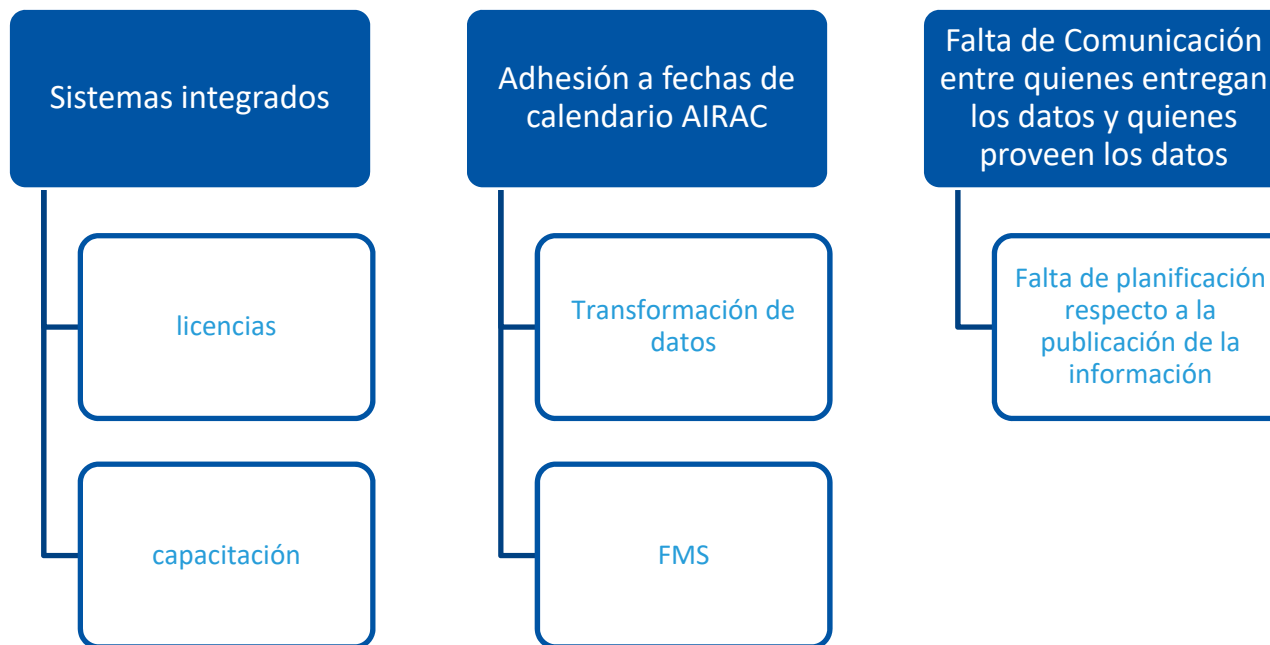 Sistemas integrados
licencias
capacitación
Adhesión a fechas de
calendario AIRAC
Transformación de
datos
FMS
Falta de Comunicación
entre quienes entregan
los datos y quienes
proveen los datos
Falta de planificación
respecto a la
publicación de la
información